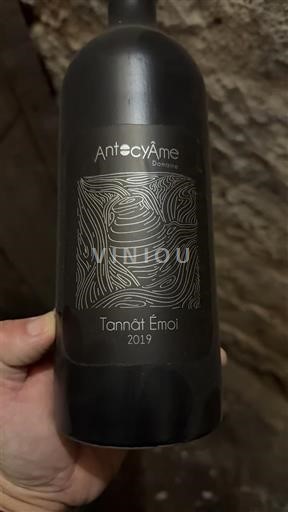 AntocyÂme
Domaine
VINIOU
Tannât Émoi
2019